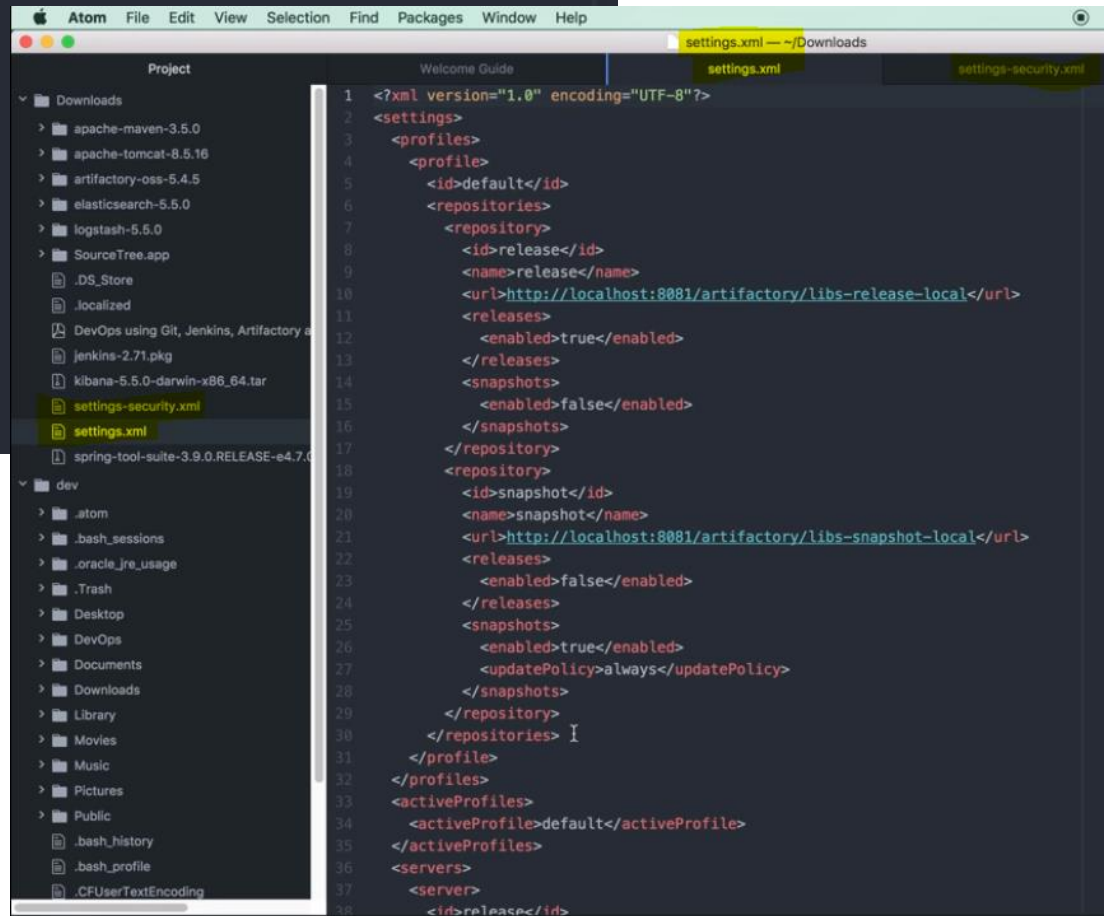 Atom File Edit View Selection Find Packages Window Help
settings.xml — ~/Downloads
Project
Welcome Guide
settings.xml
settings-security.xml
Downloads
apache-maven-3.5.0
apache-tomcat-8.5.16
artifactory-oss-5.4.5
elasticsearch-5.5.0
logstash-5.5.0
SourceTree.app
.DS_Store
.localized
DevOps using Git, Jenkins, Artifactory a
jenkins-2.71.pkg
kibana-5.5.0-darwin-x86_64.tar
settings-security.xml
settings.xml
spring-tool-suite-3.9.0.RELEASE-e4.7.0
dev
.atom
.bash_sessions
.oracle_jre_usage
.Trash
Desktop
DevOps
Documents
Downloads
Library
Movies
Music
Pictures
Public
.bash_history
.bash_profile
.CFUserTextEncoding
1 <?xml version="1.0" encoding="UTF-8"?>
2 <settings>
3 <profiles>
4 <profile>
5 <id>default</id>
6 <repositories>
7 <repository>
8 <id>release</id>
9 <name>release</name>
10 <url>http://localhost:8081/artifactory/libs-release-local</url>
11 <releases>
12 <enabled>true</enabled>
13 </releases>
14 <snapshots>
15 <enabled>false</enabled>
16 </snapshots>
17 </repository>
18 <repository>
19 <id>snapshot</id>
20 <name>snapshot</name>
21 <url>http://localhost:8081/artifactory/libs-snapshot-local</url>
22 <releases>
23 <enabled>false</enabled>
24 </releases>
25 <snapshots>
26 <enabled>true</enabled>
27 <updatePolicy>always</updatePolicy>
28 </snapshots>
29 </repository>
30 </repositories>
31 </profile>
32 </profiles>
33 <activeProfiles>
34 <activeProfile>default</activeProfile>
35 </activeProfiles>
36 <servers>
37 <server>
38 <id>release</id>